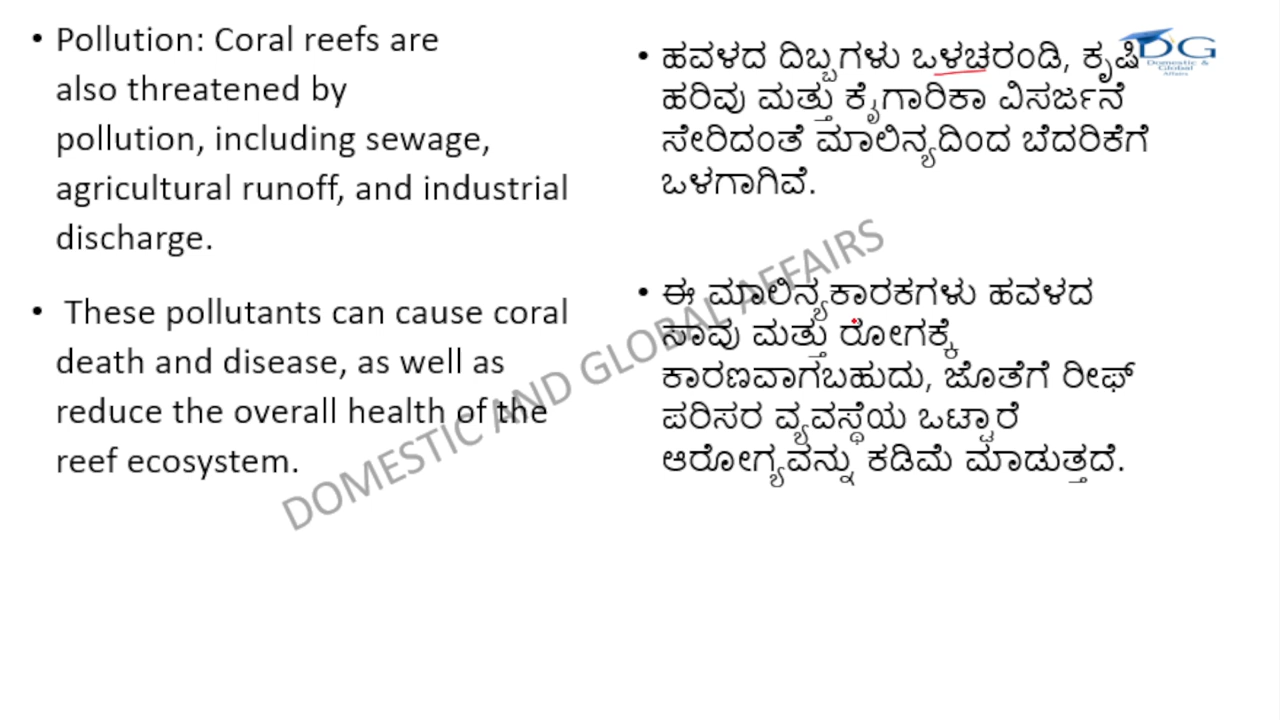 • Pollution: Coral reefs are
also threatened by
pollution, including sewage,
agricultural runoff, and industrial
discharge.
• These pollutants can cause coral
death and disease, as well as
reduce the overall health of the
reef ecosystem.
• ಹವಳದ ದಿಬ್ಬಗಳು ಒಳಚರಂಡಿ, ಕೃಷಿ
ಹರಿವು ಮತ್ತು ಕೈಗಾರಿಕಾ ವಿಸರ್ಜನೆ
ಸೇರಿದಂತೆ ಮಾಲಿನ್ಯದಿಂದ ಬೆದರಿಕೆಗೆ
ಒಳಗಾಗಿವೆ.
• ಈ ಮಾಲಿನ್ಯಕಾರಕಗಳು ಹವಳದ
ಸಾವು ಮತ್ತು ರೋಗಕ್ಕೆ
ಕಾರಣವಾಗಬಹುದು, ಜೊತೆಗೆ ರೀಫ್
ಪರಿಸರ ವ್ಯವಸ್ಥೆಯ ಒಟ್ಟಾರೆ
ಆರೋಗ್ಯವನ್ನು ಕಡಿಮೆ ಮಾಡುತ್ತದೆ.
DG
Domestic &
Global
Affairs
DOMESTIC AND GLOBAL AFFAIRS